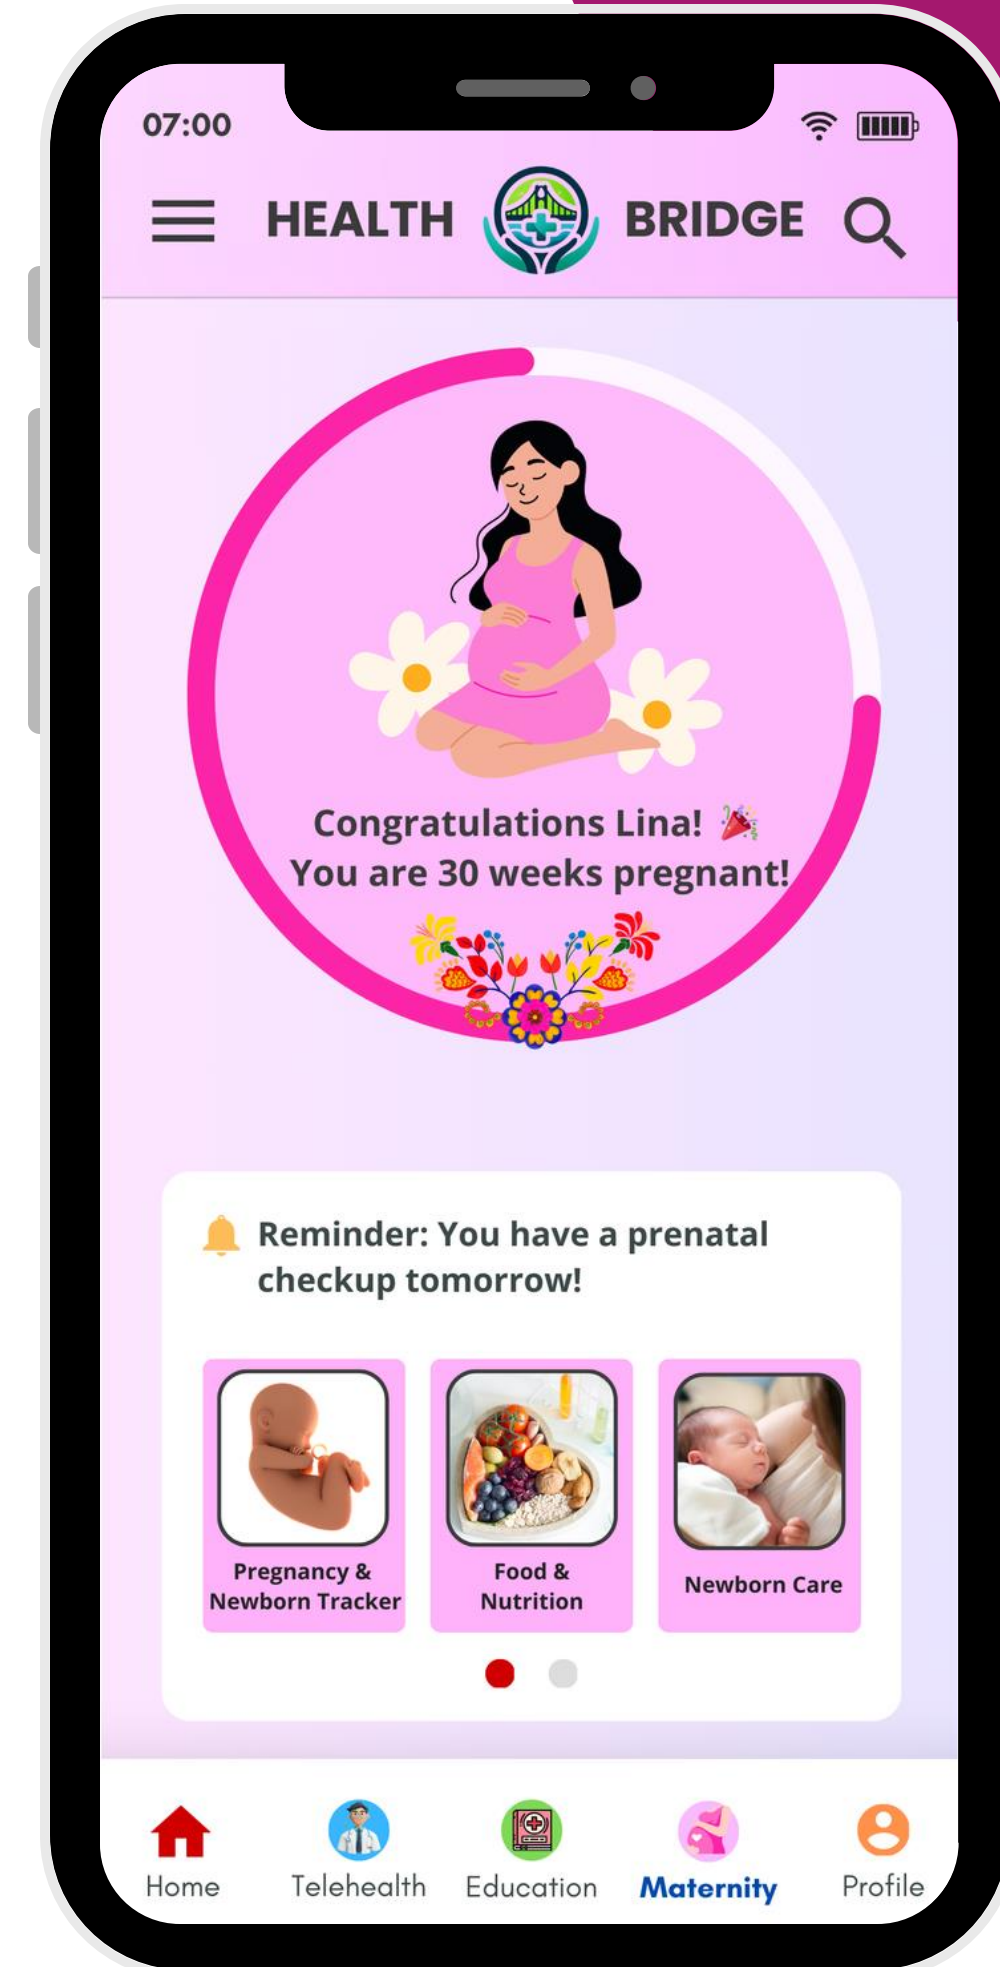 07:00
HEALTH BRIDGE
Congratulations Lina! 🎉
You are 30 weeks pregnant!
Reminder: You have a prenatal
checkup tomorrow!
Pregnancy &
Newborn Tracker
Food &
Nutrition
Newborn Care
Home
Telehealth
Education
Maternity
Profile